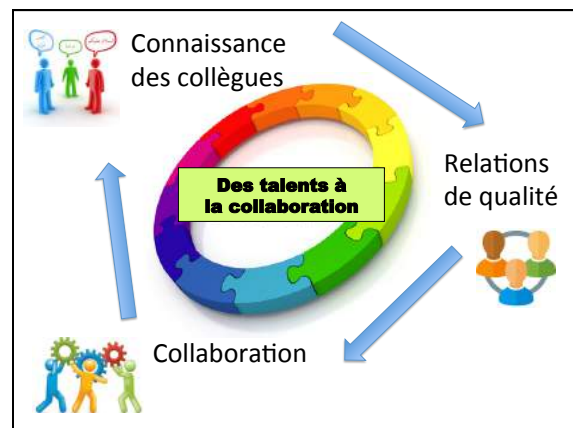 Connaissance
des collègues
Des talents à
la collaboration
Relations
de qualité
Collaboration